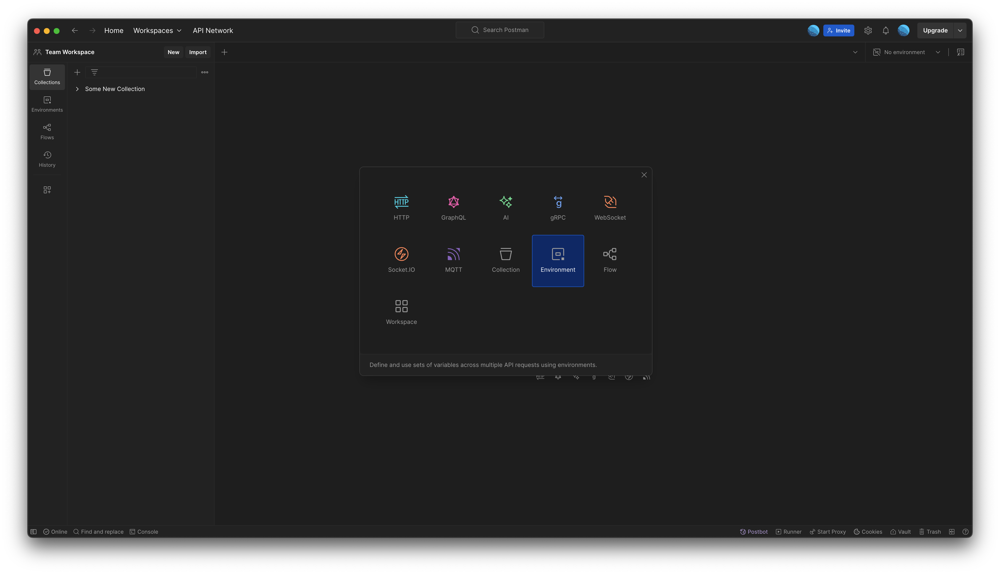 Home Workspaces API Network Search Postman Invite Upgrade
Team Workspace New Import No environment
Collections
Some New Collection
Environments
Flows
History
HTTP GraphQL AI gRPC WebSocket
Socket.IO MQTT Collection Environment Flow
Workspace
Define and use sets of variables across multiple API requests using environments.
Online Find and replace Console Postbot Runner Start Proxy Cookies Vault Trash